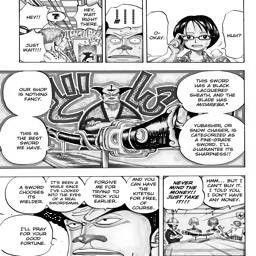 HUH?
O-
OKAY.
!!!
HEY, WAIT
RIGHT
THERE.
HEY!!
JUST
WAIT!!!
THIS SWORD
HAS A BLACK
LACQUERED
SHEATH, AND
THE BLADE HAS
MIDAREBA.*
YUBASHIRI,
OR SNOW
CHASER, IS
CATEGORIZED
AS A
FINE-GRADE
SWORD. I'LL
GUARANTEE
ITS
SHARPNESS!!
OUR SHOP
IS NOTHING
FANCY.
THIS IS
THE BEST
SWORD
WE HAVE.
HMM... BUT I
CAN'T BUY
IT. I TOLD
YOU, I DON'T
HAVE ANY
MONEY.
NEVER
MIND THE
MONEY!!
JUST
TAKE IT!!!
AND YOU
CAN HAVE
THE
KITETSU
FOR FREE,
OF
COURSE.
FORGIVE
ME FOR
TRYING TO
TRICK YOU
EARLIER.
IT'S BEEN A
WHILE SINCE
I'VE LOOKED
INTO THE
EYES OF
A REAL
SWORDSMAN.
A SWORD
CHOOSES
ITS
WIELDER.
I'LL PRAY
FOR YOUR
GOOD
FORTUNE.